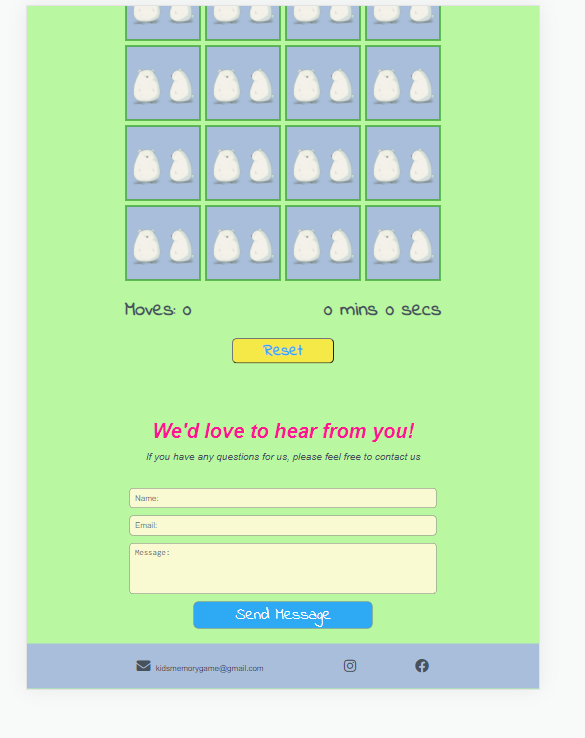 Moves: 0
0 mins 0 secs
Reset
We'd love to hear from you!
If you have any questions for us, please feel free to contact us
Name:
Email:
Message:
Send Message
kidsmemorygame@gmail.com